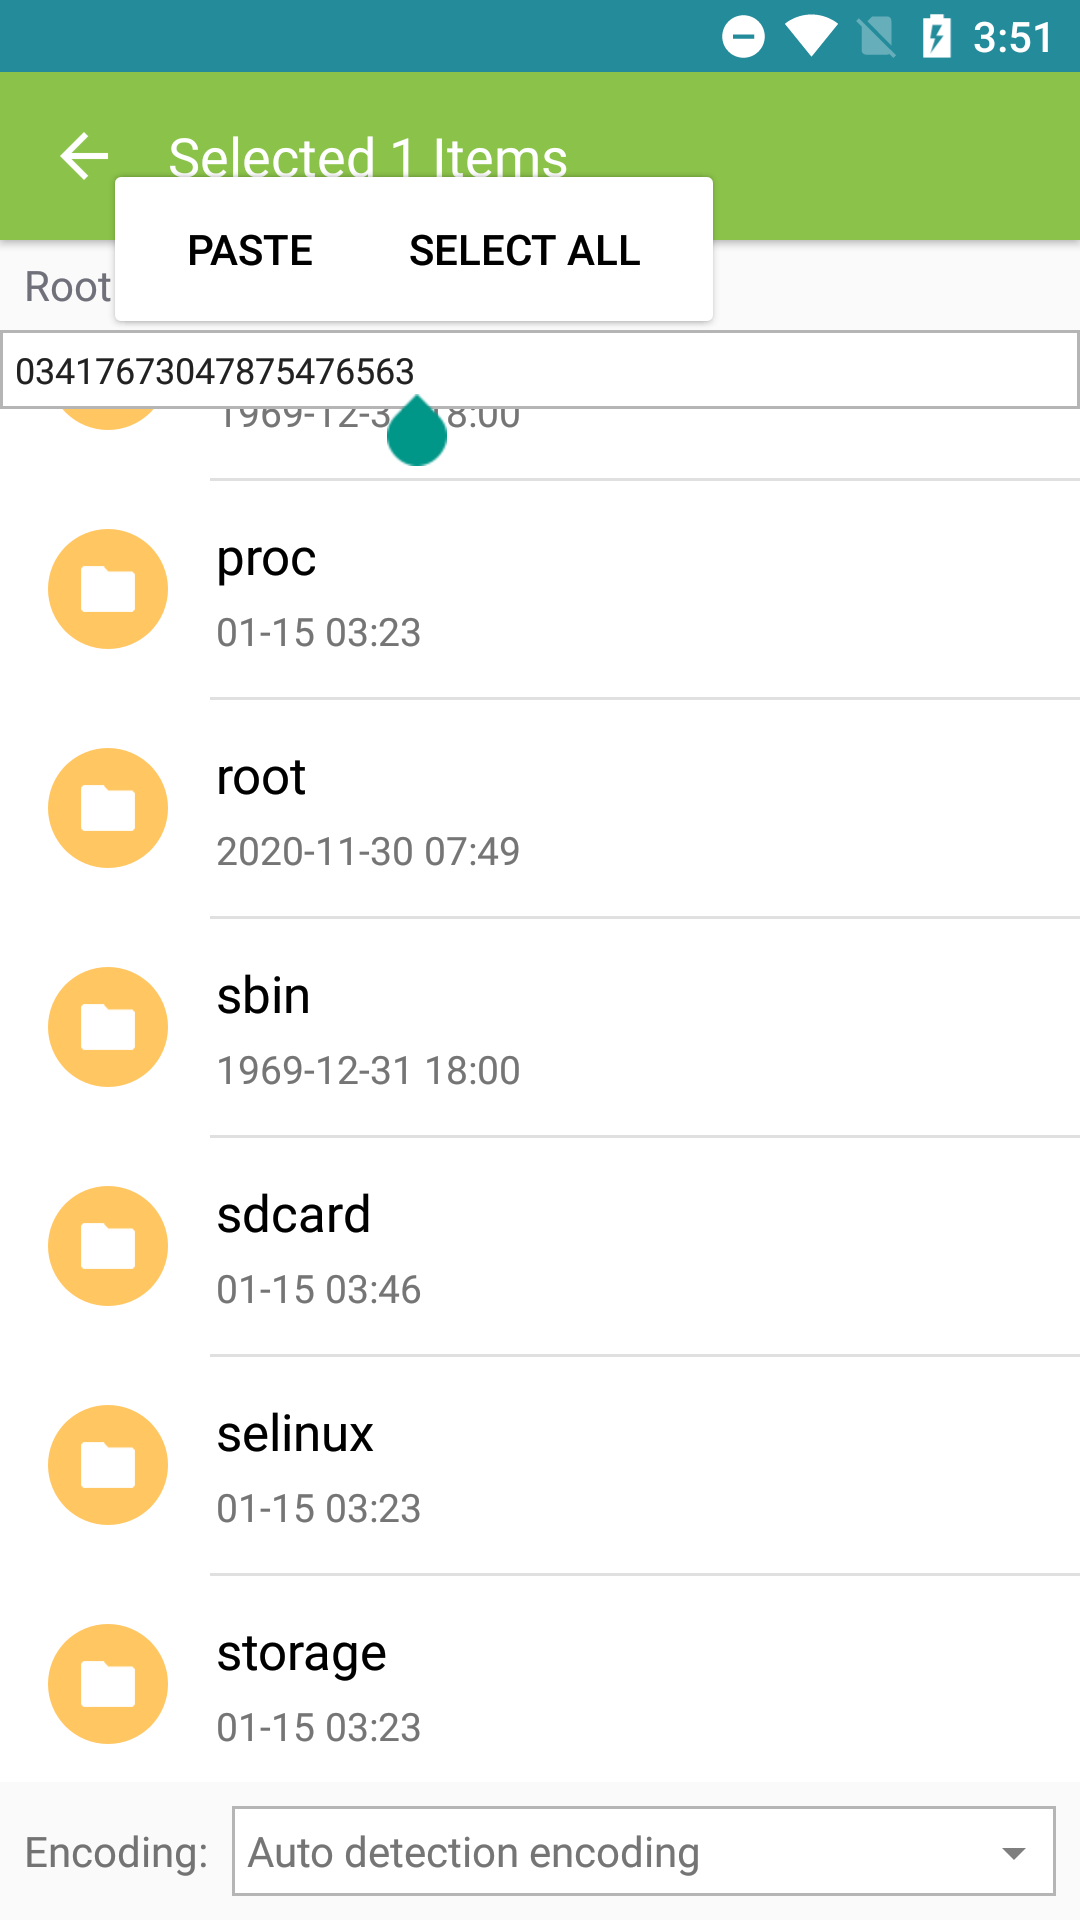 3:51
Selected 1 Items
PASTE SELECT ALL
Root
03417673047875476563
1969-12-3 18:00
proc
01-15 03:23
root
2020-11-30 07:49
sbin
1969-12-31 18:00
sdcard
01-15 03:46
selinux
01-15 03:23
storage
01-15 03:23
Encoding: Auto detection encoding